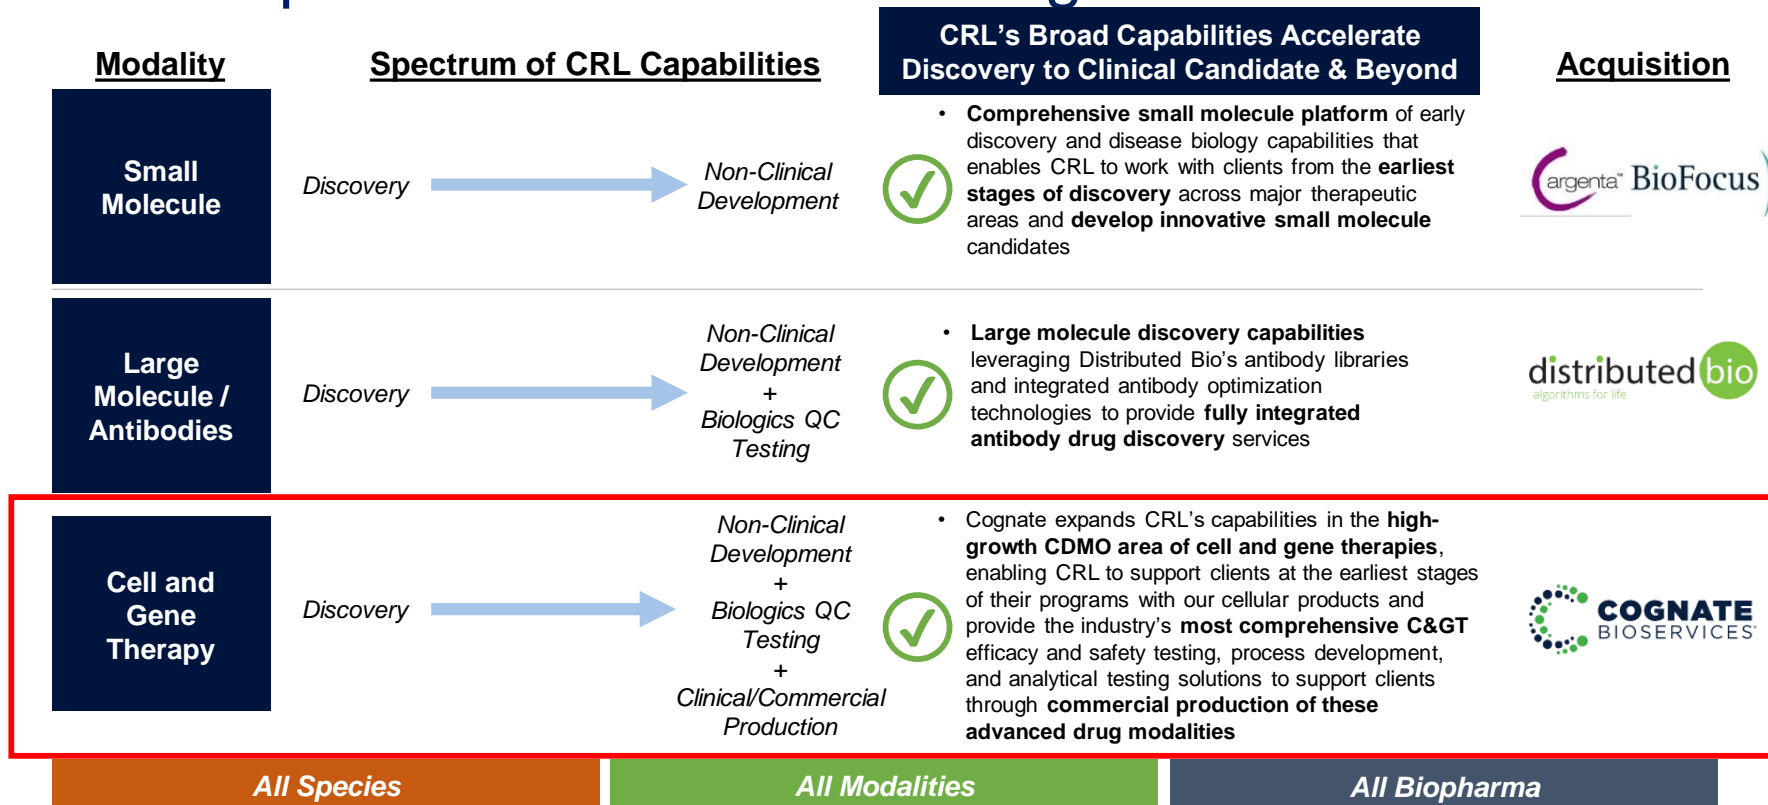 Modality
Spectrum of CRL Capabilities
CRL's Broad Capabilities Accelerate
Discovery to Clinical Candidate & Beyond
Acquisition
Small
Molecule
Discovery
Non-Clinical
Development
• Comprehensive small molecule platform of early
discovery and disease biology capabilities that
enables CRL to work with clients from the earliest
stages of discovery across major therapeutic
areas and develop innovative small molecule
candidates
argenta™ BioFocus
Large
Molecule /
Antibodies
Discovery
Non-Clinical
Development
+
Biologics QC
Testing
• Large molecule discovery capabilities
leveraging Distributed Bio's antibody libraries
and integrated antibody optimization
technologies to provide fully integrated
antibody drug discovery services
distributed bio
algorithms for life
Cell and
Gene
Therapy
Discovery
Non-Clinical
Development
+
Biologics QC
Testing
+
Clinical/Commercial
Production
• Cognate expands CRL's capabilities in the high-
growth CDMO area of cell and gene therapies,
enabling CRL to support clients at the earliest stages
of their programs with our cellular products and
provide the industry's most comprehensive C&GT
efficacy and safety testing, process development,
and analytical testing solutions to support clients
through commercial production of these
advanced drug modalities
COGNATE
BIOSERVICES
All Species
All Modalities
All Biopharma